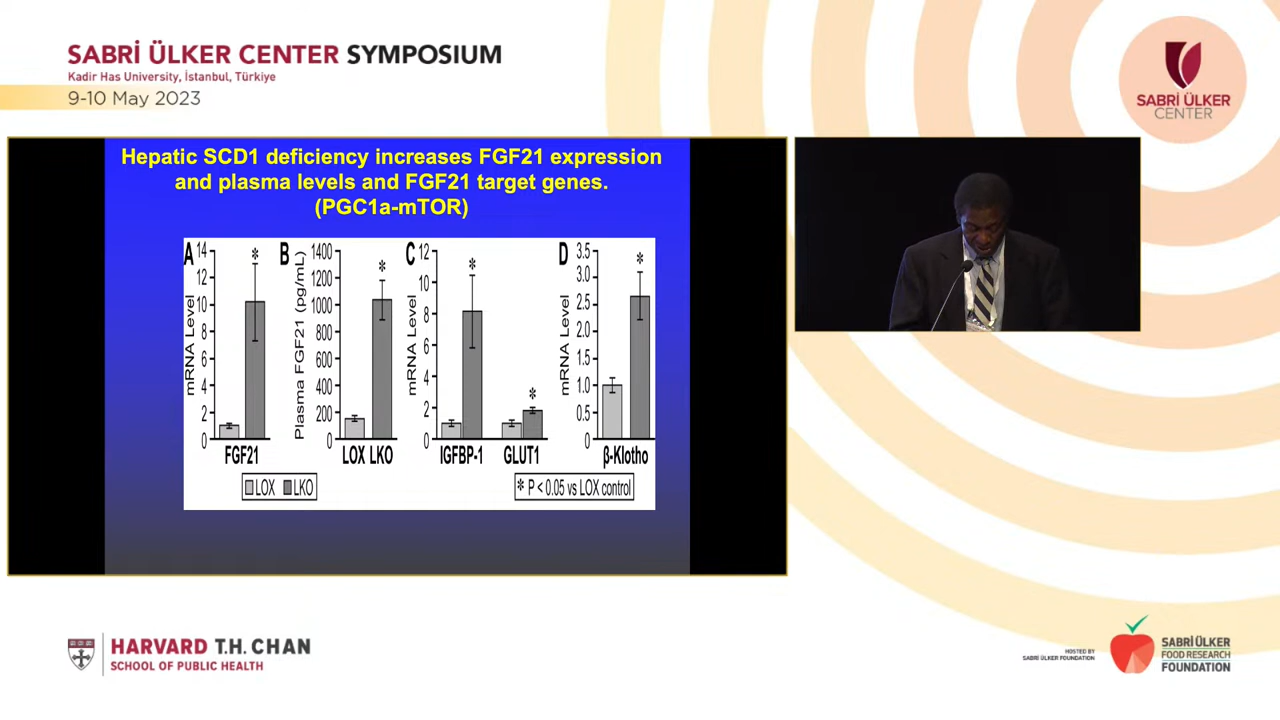 SABRİ ÜLKER CENTER SYMPOSIUM
Kadir Has University, İstanbul, Türkiye
9-10 May 2023
SABRİ ÜLKER
CENTER
Hepatic SCD1 deficiency increases FGF21 expression
and plasma levels and FGF21 target genes.
(PGC1a-mTOR)
A
mRNA Level
14
12
10
8
6
4
2
0
*
FGF21
B
Plasma FGF21 (pg/mL)
1400
1200
1000
800
600
400
200
0
*
LOX LKO
C
mRNA Level
12
10
8
6
4
2
0
*
*
IGFBP-1 GLUT1
D
mRNA Level
3.5
3.0
2.5
2.0
1.5
1.0
0.5
0
*
β-Klotho
LOX LKO
* P < 0.05 vs LOX control
HARVARD T.H. CHAN
SCHOOL OF PUBLIC HEALTH
HOSTED BY
SABRİ ÜLKER FOUNDATION
SABRİ ÜLKER
FOOD RESEARCH
FOUNDATION